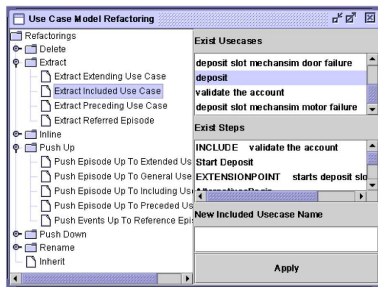 Use Case Model Refactoring
Refactorings
Delete
Extract
Extract Extending Use Case
Extract Included Use Case
Extract Preceding Use Case
Extract Referred Episode
Inline
Push Up
Push Episode Up To Extended Us
Push Episode Up To General Use
Push Episode Up To Including Us
Push Episode Up To Preceded Us
Push Events Up To Reference Epi
Push Down
Rename
Inherit
Exist Usecases
deposit slot mechansim door failure
deposit
validate the account
deposit slot mechansim motor failure
Exist Steps
INCLUDE validate the account
Start Deposit
EXTENSIONPOINT starts deposit slo
New Included Usecase Name
Apply